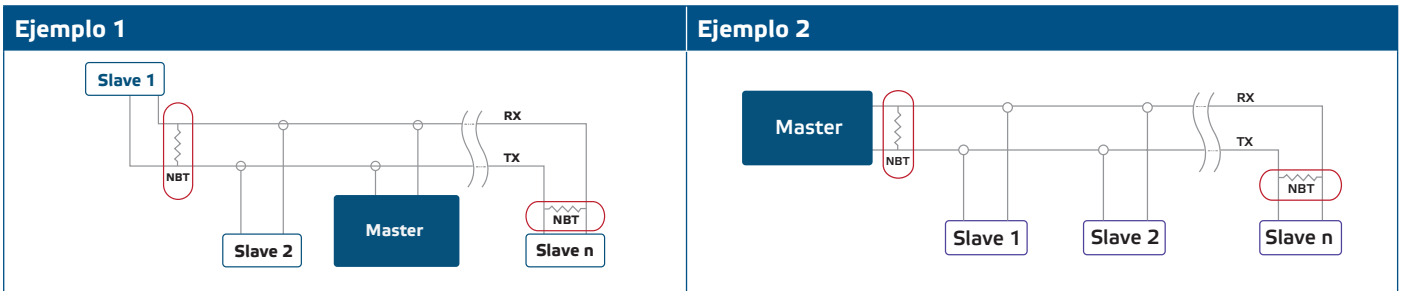 Ejemplo 1
Slave 1
RX
TX
NBT
NBT
Master
Slave 2
Slave n
Ejemplo 2
Master
RX
TX
NBT
NBT
Slave 1
Slave 2
Slave n